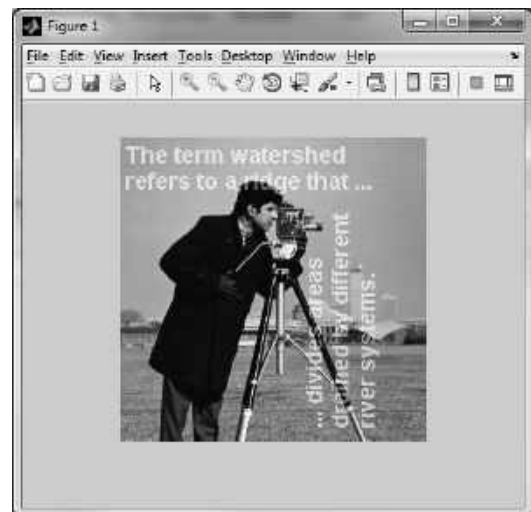 Figure 1
File Edit View Insert Tools Desktop Window Help
The term watershed
refers to a ridge that ...
... divides areas
drained by different
river systems.